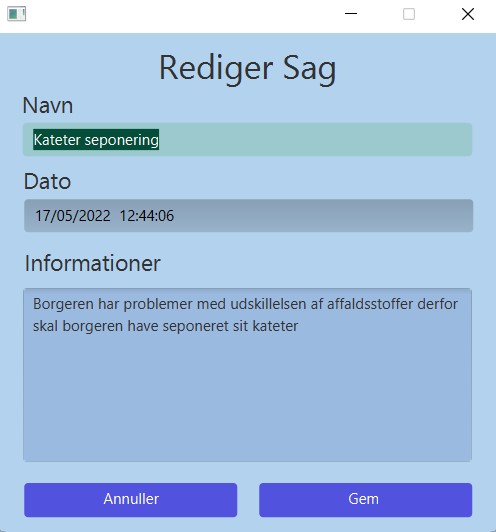 Rediger Sag
Navn
Kateter seponering
Dato
17/05/2022 12:44:06
Informationer
Borgeren har problemer med udskillelsen af affaldsstoffer derfor
skal borgeren have seponeret sit kateter
Annuller
Gem